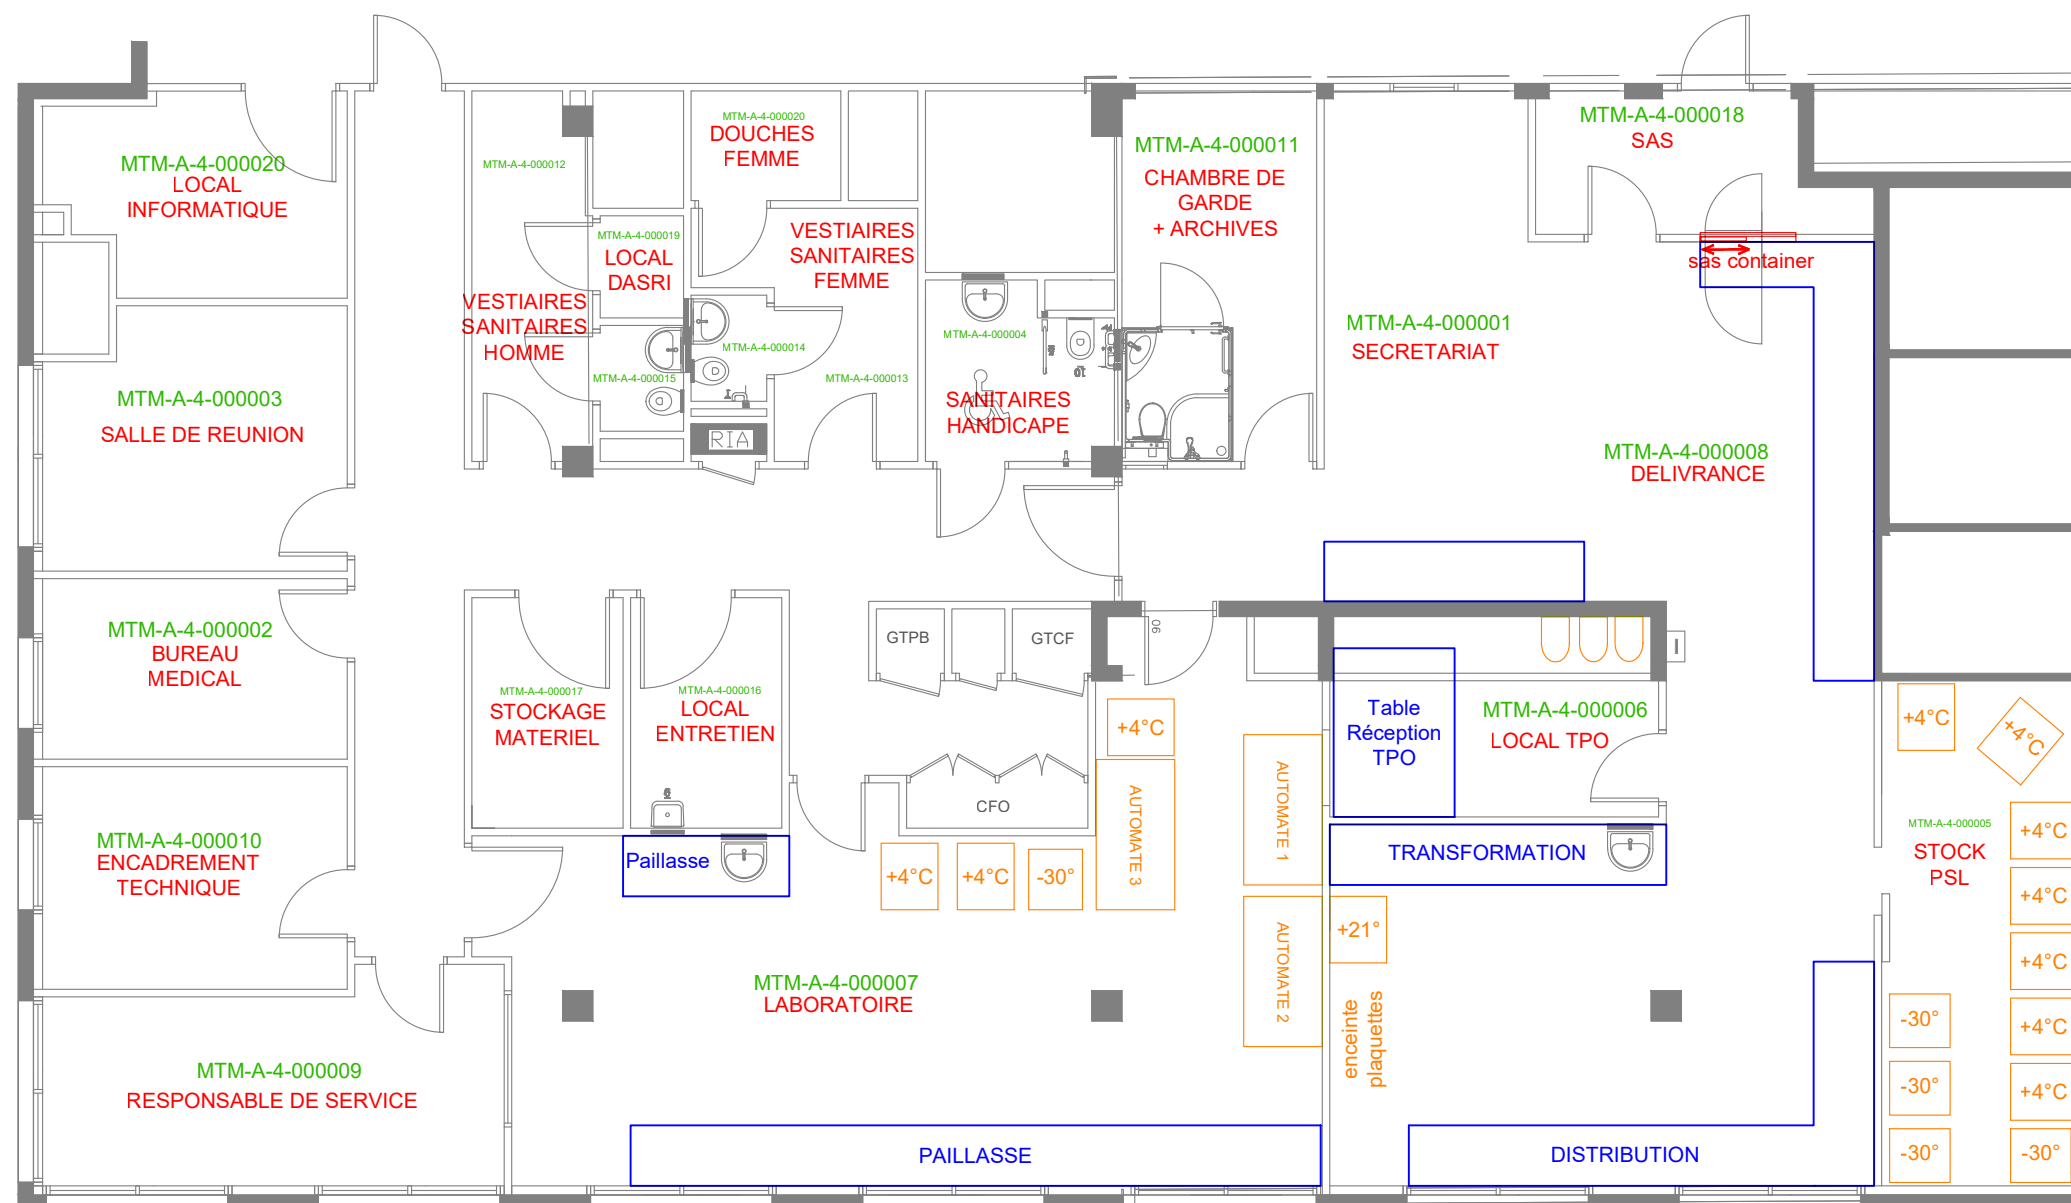 MTM-A-4-000020
LOCAL
INFORMATIQUE
MTM-A-4-000012
MTM-A-4-000020
DOUCHES
FEMME
MTM-A-4-000011
CHAMBRE DE
GARDE
+ ARCHIVES
MTM-A-4-000018
SAS
sas container
MTM-A-4-000019
LOCAL
DASRI
VESTIAIRES
SANITAIRES
FEMME
VESTIAIRES
SANITAIRES
HOMME
MTM-A-4-000014
MTM-A-4-000015
MTM-A-4-000013
MTM-A-4-000004
SANITAIRES
HANDICAPE
MTM-A-4-000001
SECRETARIAT
MTM-A-4-000003
SALLE DE REUNION
RIA
MTM-A-4-000008
DELIVRANCE
MTM-A-4-000002
BUREAU
MEDICAL
MTM-A-4-000017
STOCKAGE
MATERIEL
MTM-A-4-000016
LOCAL
ENTRETIEN
GTPB
GTCF
90
CFO
+4°C
AUTOMATE 3
AUTOMATE 1
Table
Réception
TPO
MTM-A-4-000006
LOCAL TPO
+4°C
+4°C
MTM-A-4-000005
STOCK
PSL
+4°C
+4°C
+4°C
+4°C
+4°C
MTM-A-4-000010
ENCADREMENT
TECHNIQUE
Paillasse
+4°C
+4°C
-30°
TRANSFORMATION
AUTOMATE 2
+21°
enceinte
plaquettes
MTM-A-4-000007
LABORATOIRE
-30°
-30°
-30°
-30°
MTM-A-4-000009
RESPONSABLE DE SERVICE
PAILLASSE
DISTRIBUTION